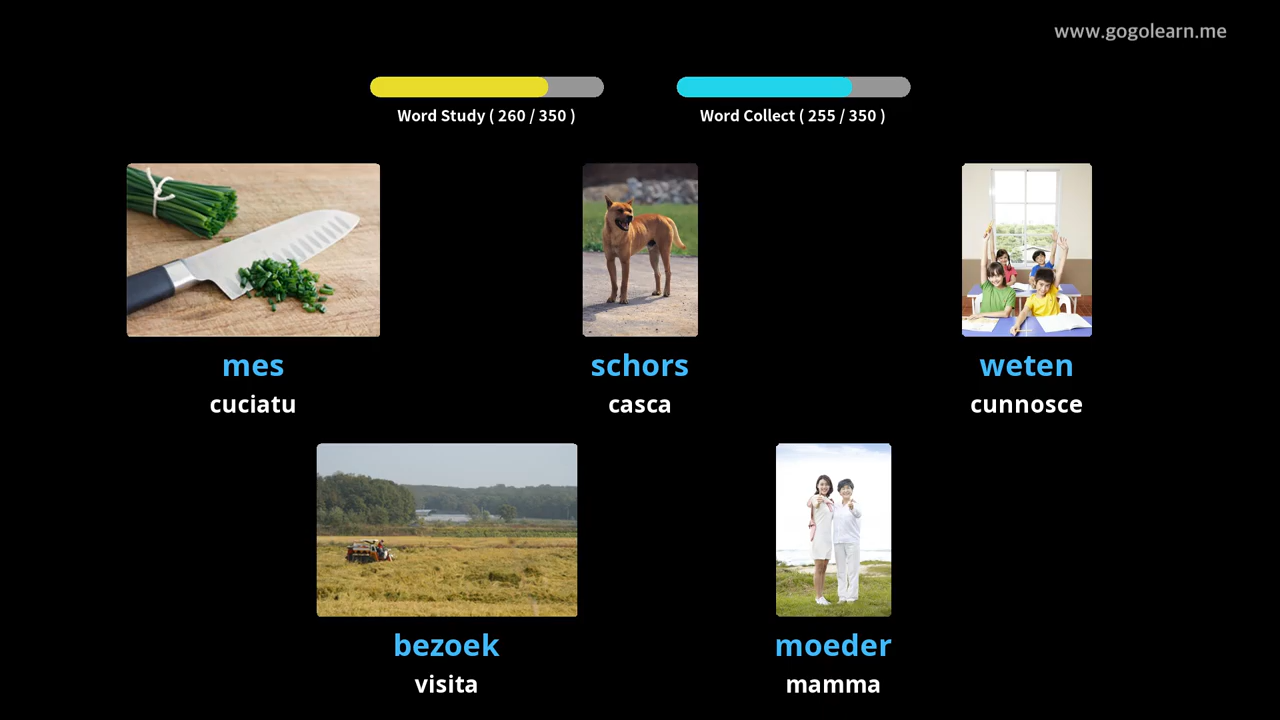 www.gogolearn.me
Word Study ( 260 / 350 )
Word Collect ( 255 / 350 )
mes
cuciatu
schors
casca
weten
cunnosce
bezoek
visita
moeder
mamma